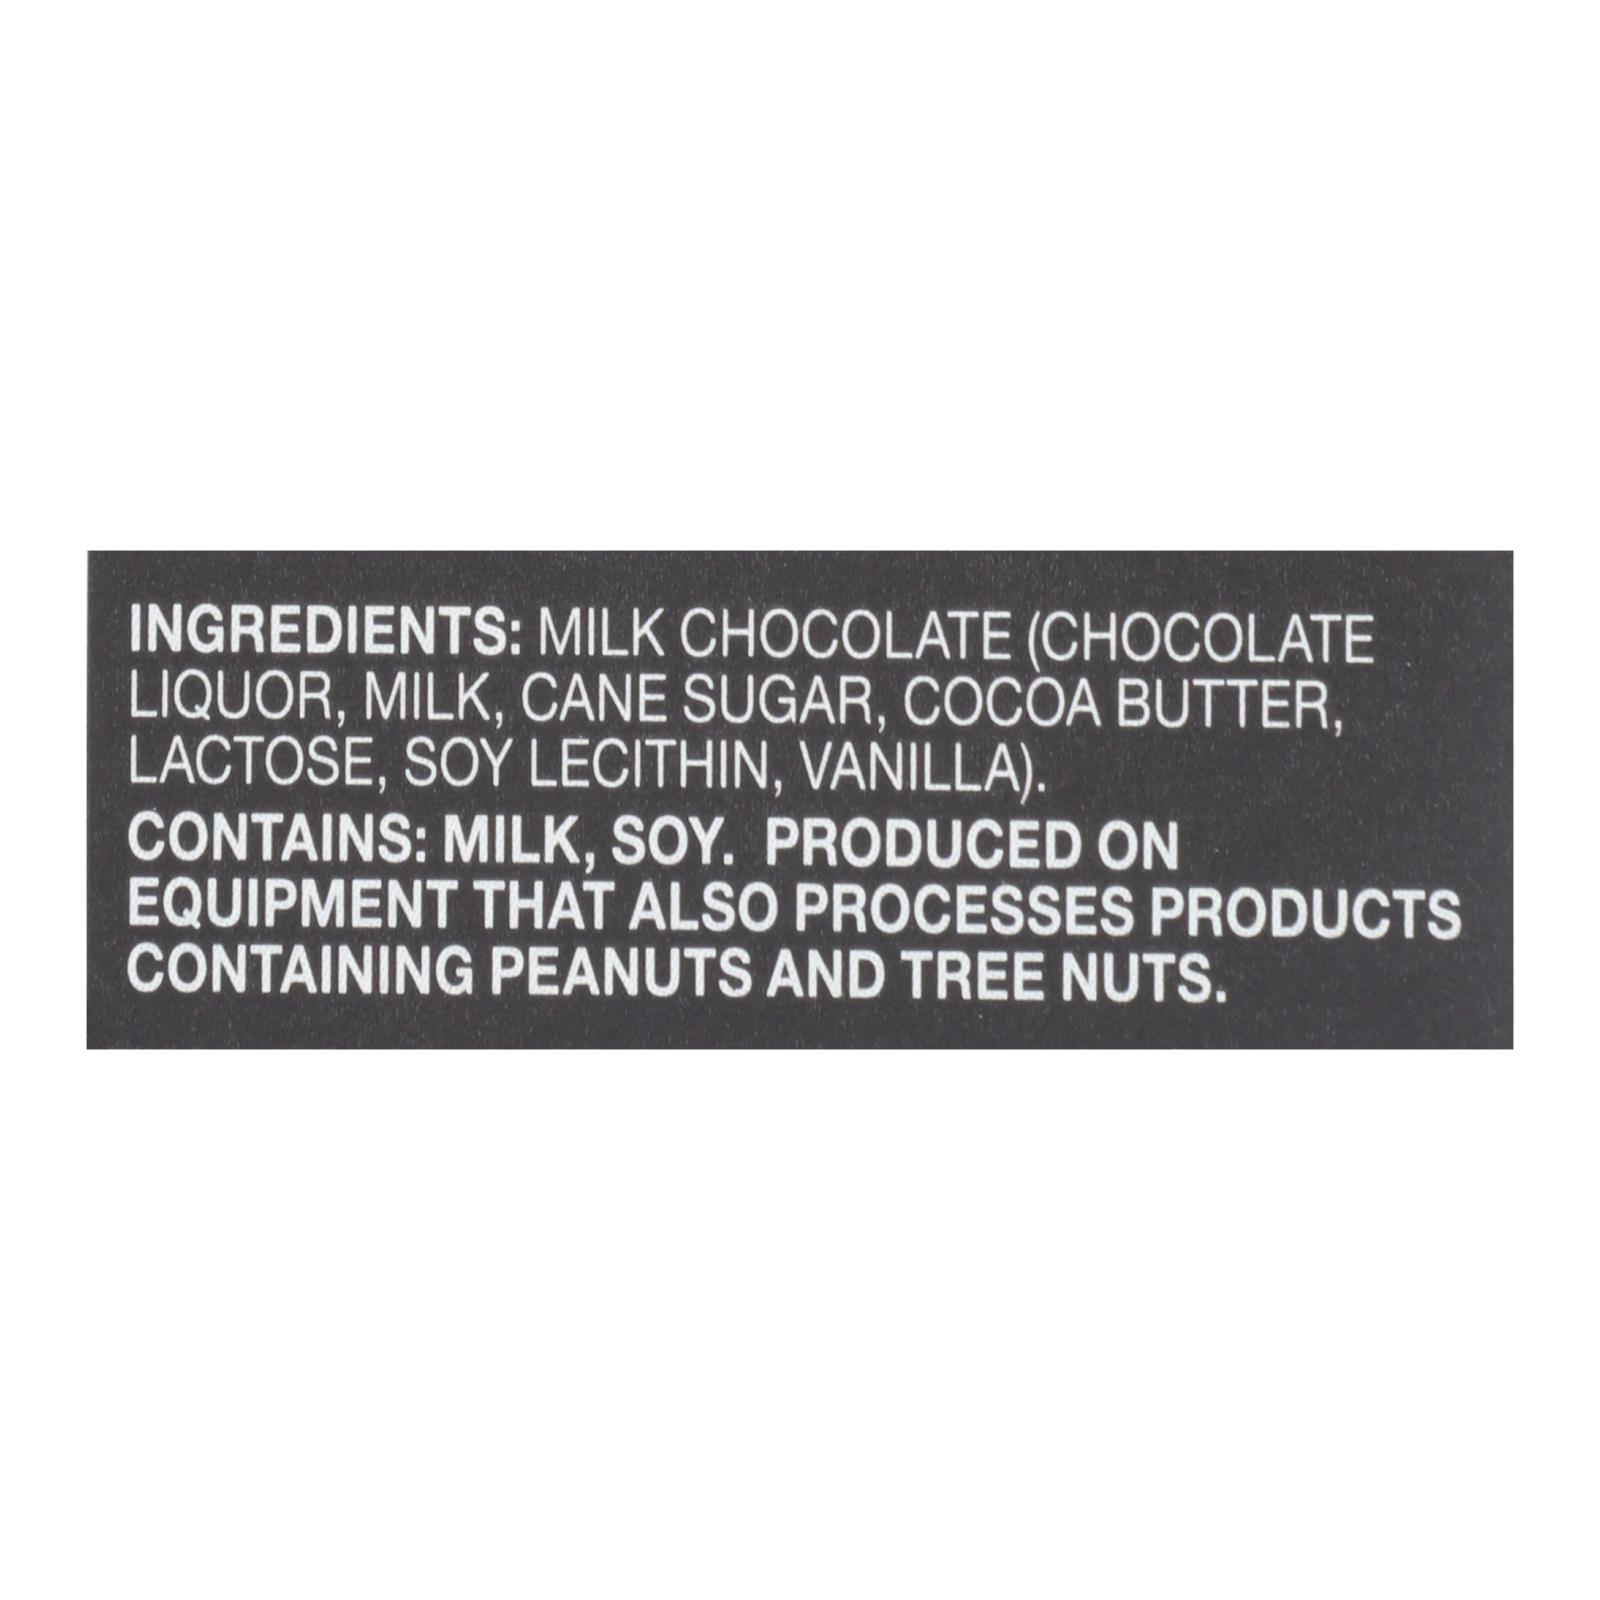 INGREDIENTS: MILK CHOCOLATE (CHOCOLATE
LIQUOR, MILK, CANE SUGAR, COCOA BUTTER,
LACTOSE, SOY LECITHIN, VANILLA).
CONTAINS: MILK, SOY. PRODUCED ON
EQUIPMENT THAT ALSO PROCESSES PRODUCTS
CONTAINING PEANUTS AND TREE NUTS.